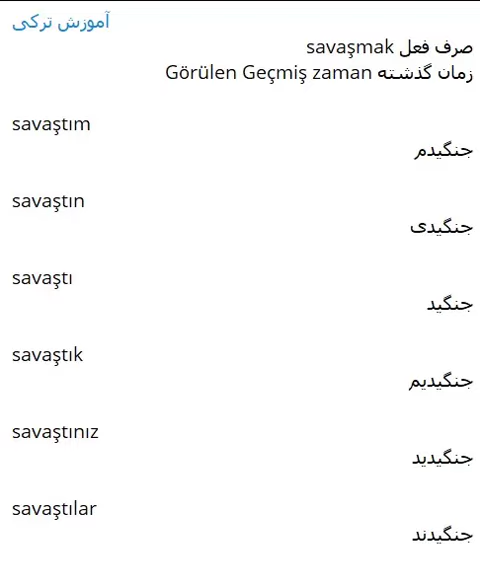 آموزش ترکی
صرف فعل savaşmak
زمان گذشته Görülen Geçmiş zaman
savaştım
جنگیدم
savaştın
جنگیدی
savaştı
جنگید
savaştık
جنگیدیم
savaştınız
جنگیدید
savaştılar
جنگیدند